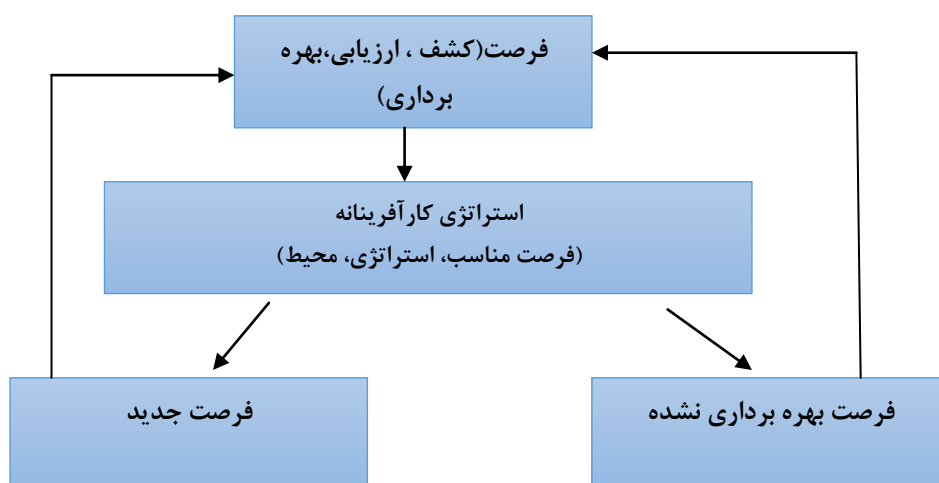 فرصت(کشف ، ارزیابی،بهره
برداری)
استراتژی کارآفرینانه
(فرصت مناسب، استراتژی، محیط)
فرصت بهره برداری نشده
فرصت جدید